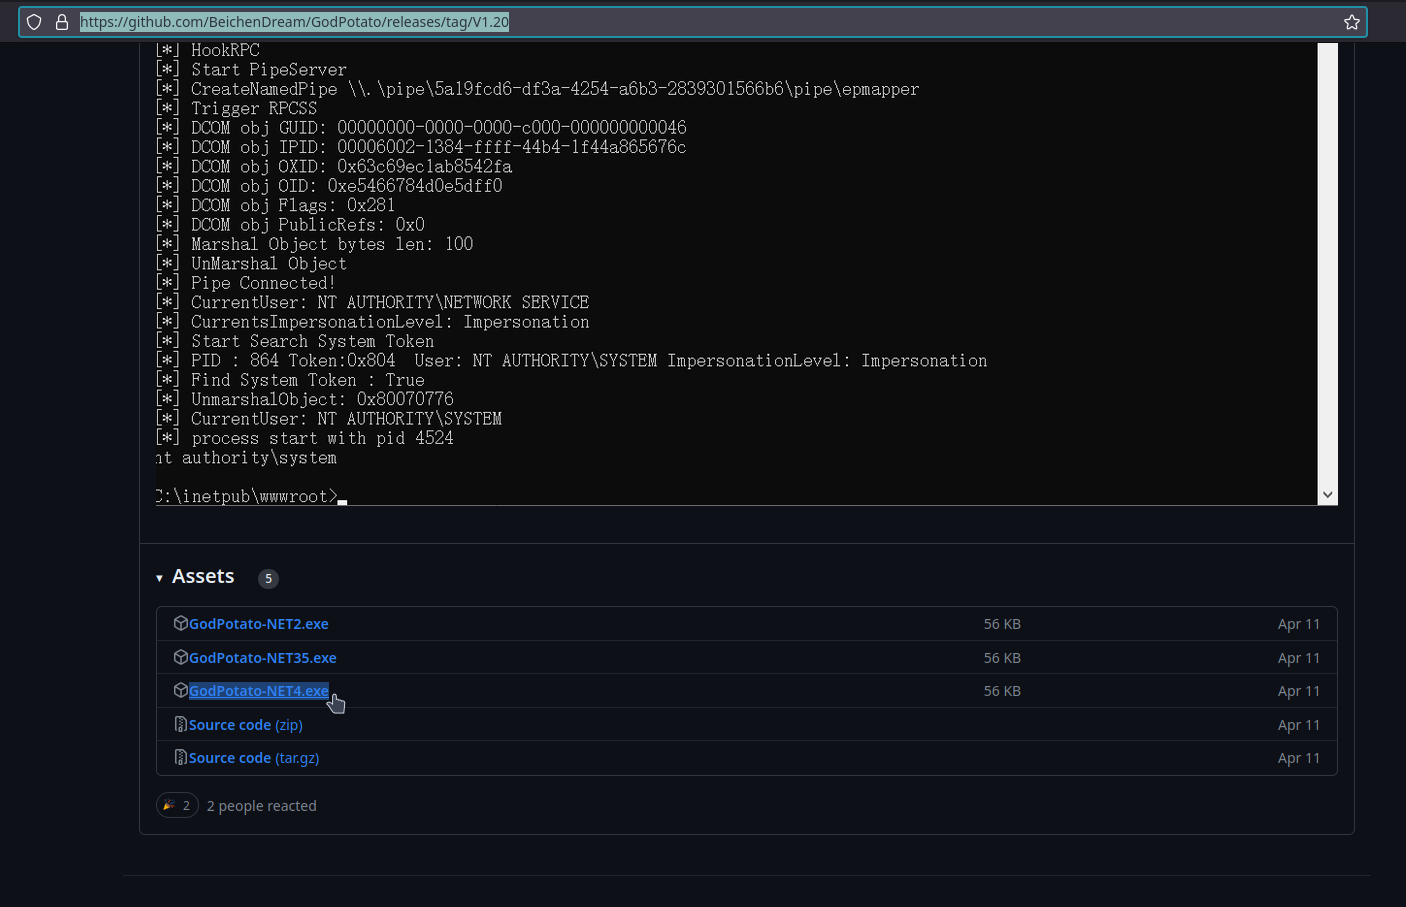 https://github.com/BeichenDream/GodPotato/releases/tag/V1.20
[*] HookRPC
[*] Start PipeServer
[*] CreateNamedPipe \\.\pipe\5a19fcd6-df3a-4254-a6b3-2839301566b6\pipe\epmapper
[*] Trigger RPCSS
[*] DCOM obj GUID: 00000000-0000-0000-c000-000000000046
[*] DCOM obj IPID: 00006002-1384-ffff-44b4-1f44a865676c
[*] DCOM obj OXID: 0x63c69ec1ab8542fa
[*] DCOM obj OID: 0xe5466784d0e5dff0
[*] DCOM obj Flags: 0x281
[*] DCOM obj PublicRefs: 0x0
[*] Marshal Object bytes len: 100
[*] UnMarshal Object
[*] Pipe Connected!
[*] CurrentUser: NT AUTHORITY\NETWORK SERVICE
[*] CurrentsImpersonationLevel: Impersonation
[*] Start Search System Token
[*] PID : 864 Token:0x804  User: NT AUTHORITY\SYSTEM ImpersonationLevel: Impersonation
[*] Find System Token : True
[*] UnmarshalObject: 0x80070776
[*] CurrentUser: NT AUTHORITY\SYSTEM
[*] process start with pid 4524
nt authority\system
C:\inetpub\wwwroot>
Assets 5
GodPotato-NET2.exe 56 KB Apr 11
GodPotato-NET35.exe 56 KB Apr 11
GodPotato-NET4.exe 56 KB Apr 11
Source code (zip) Apr 11
Source code (tar.gz) Apr 11
🎉 2 2 people reacted